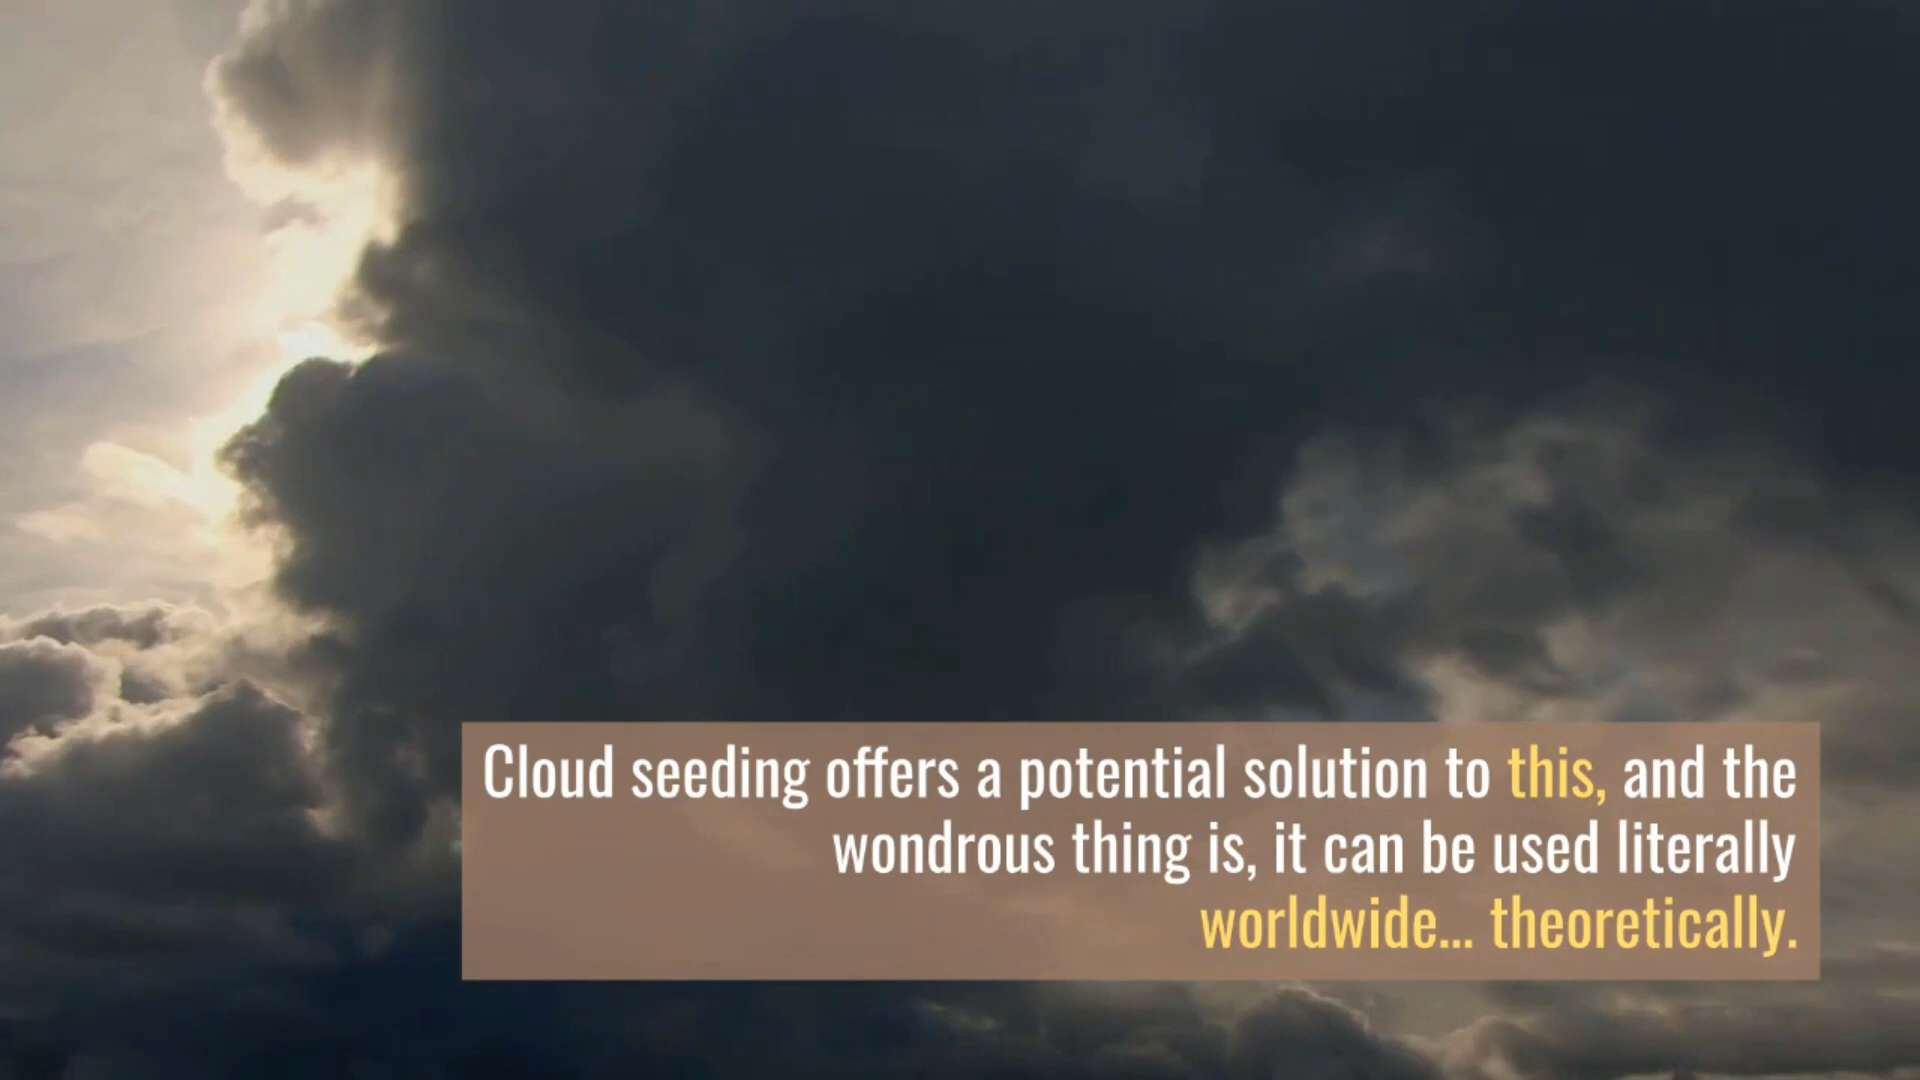 Cloud seeding offers a potential solution to this, and the
wondrous thing is, it can be used literally
worldwide... theoretically.